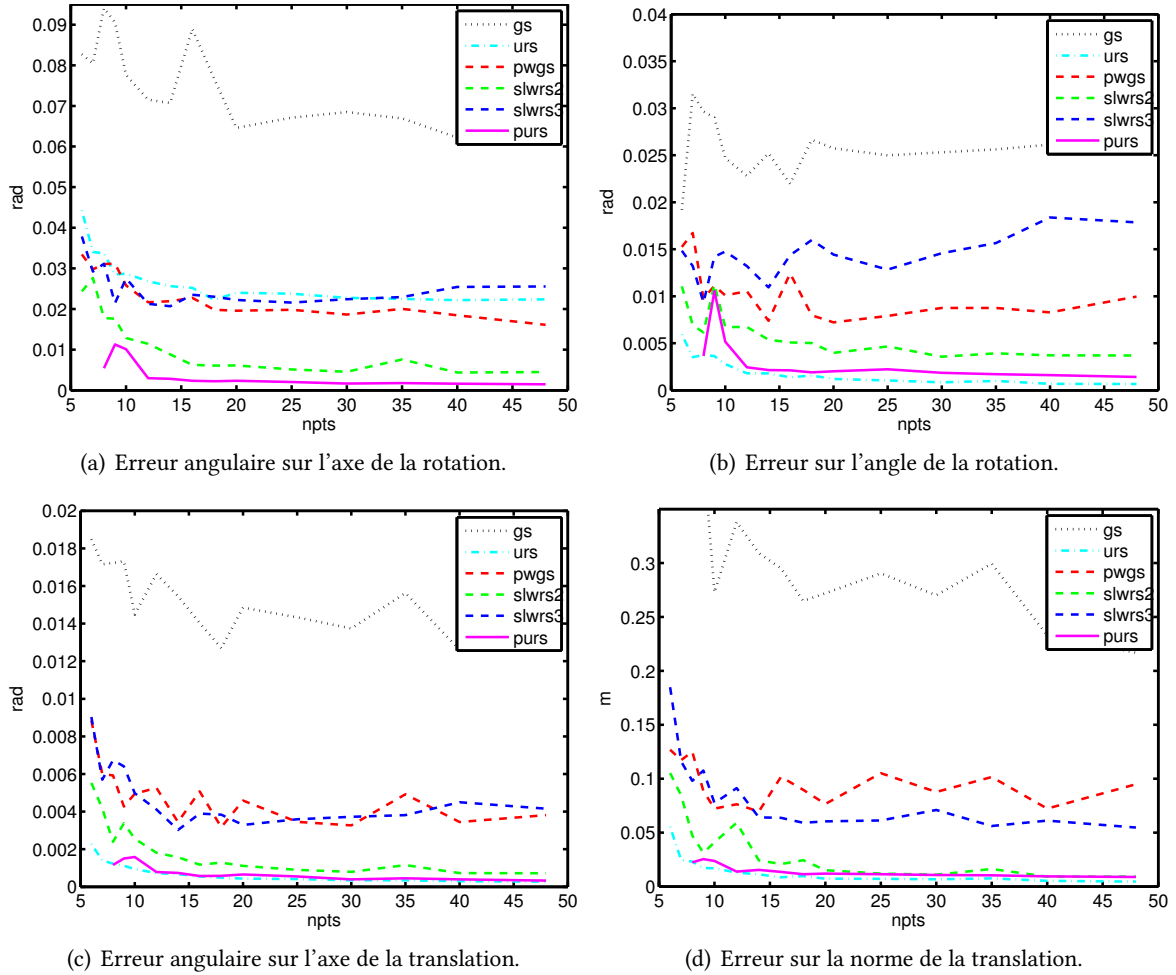 0.09
0.08
0.07
0.06
0.05
0.04
0.03
0.02
0.01
0
rad
5 10 15 20 25 30 35 40 45 50
npts
gs
urs
pwgs
slwrs2
slwrs3
purs
(a) Erreur angulaire sur l'axe de la rotation.
0.04
0.035
0.03
0.025
0.02
0.015
0.01
0.005
0
rad
5 10 15 20 25 30 35 40 45 50
npts
gs
urs
pwgs
slwrs2
slwrs3
purs
(b) Erreur sur l'angle de la rotation.
0.02
0.018
0.016
0.014
0.012
0.01
0.008
0.006
0.004
0.002
0
rad
5 10 15 20 25 30 35 40 45 50
npts
gs
urs
pwgs
slwrs2
slwrs3
purs
(c) Erreur angulaire sur l'axe de la translation.
0.3
0.25
0.2
0.15
0.1
0.05
0
m
5 10 15 20 25 30 35 40 45 50
npts
gs
urs
pwgs
slwrs2
slwrs3
purs
(d) Erreur sur la norme de la translation.